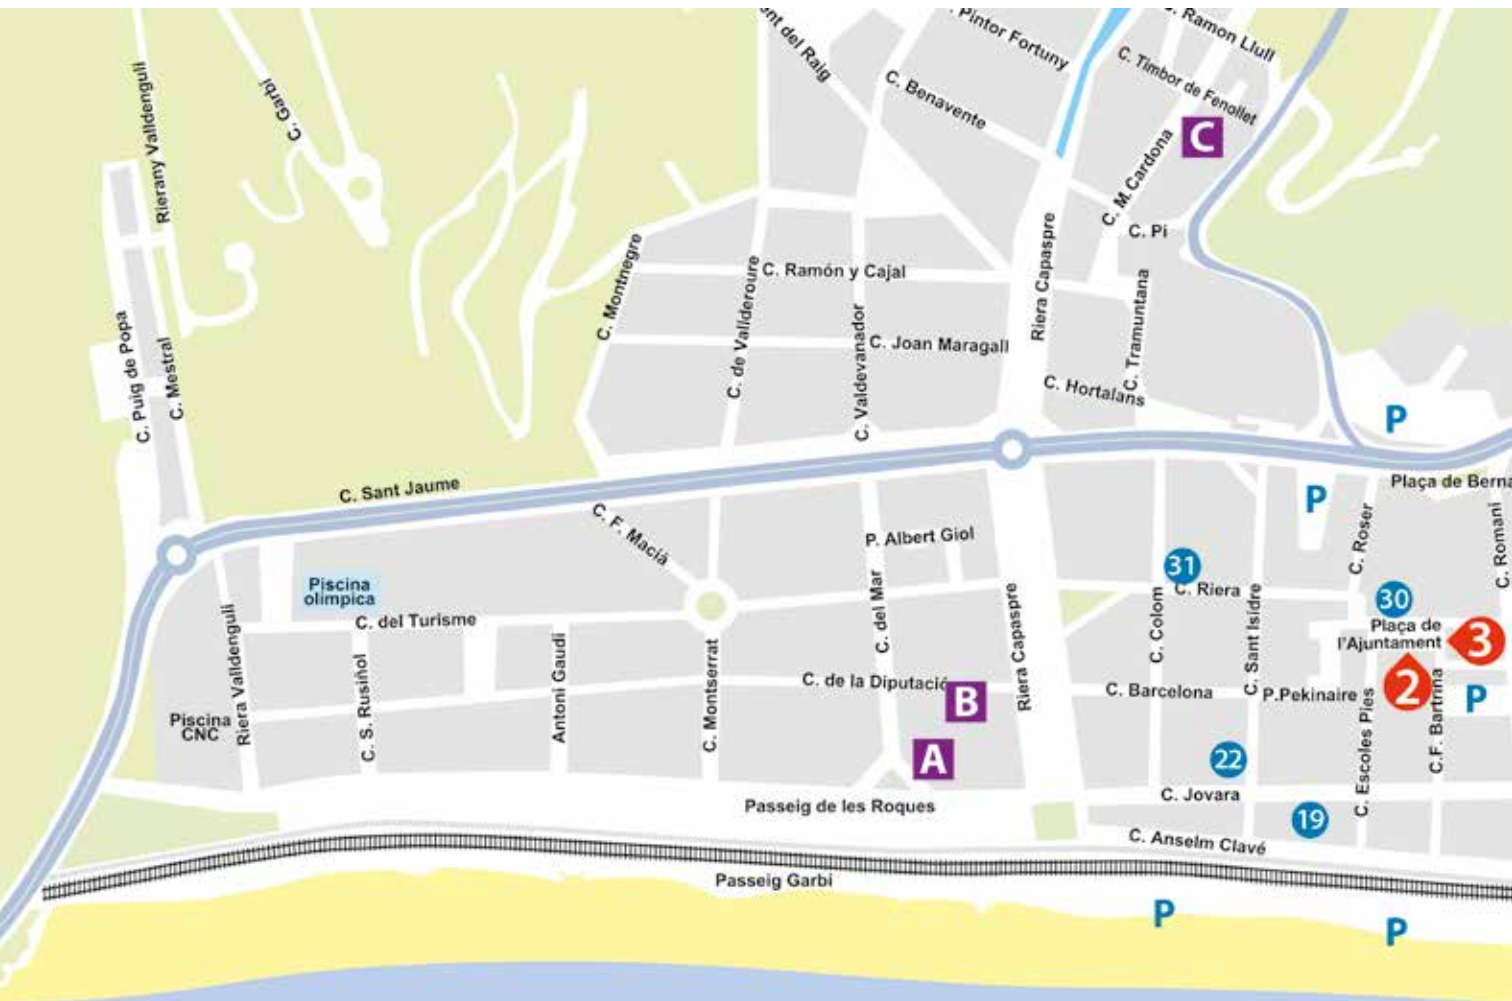 nt del Raig
Pintor Fortuny
C. Ramon Llull
C. Timbor de Fenollet
C. Benavente
C
C. M. Cardona
C. Pi
Rierany Valldenguli
C. Garbí
Riera Capaspre
C. Montnegre
C. de Vallderoure
C. Ramón y Cajal
C. Valdevanador
C. Joan Maragall
C. Tramuntana
C. Hortalans
C. Puig de Popa
C. Mestral
P
C. Sant Jaume
Plaça de Berna
P
C. F. Macià
P. Albert Giol
C. Roser
C. Romani
Piscina
olímpica
31
C. Riera
30
C. del Turisme
Plaça de
l'Ajuntament
3
2
P
Riera Valldenguli
C. S. Rusiñol
Antoni Gaudí
C. Montserrat
C. del Mar
Riera Capaspre
C. Colom
C. Sant Isidre
C. de la Diputació
B
C. Barcelona
P.Pekinaire
C. Escoles Pies
C.F. Bartrina
Piscina
CNC
A
22
C. Jovara
19
Passeig de les Roques
C. Anselm Clavé
Passeig Garbí
P
P